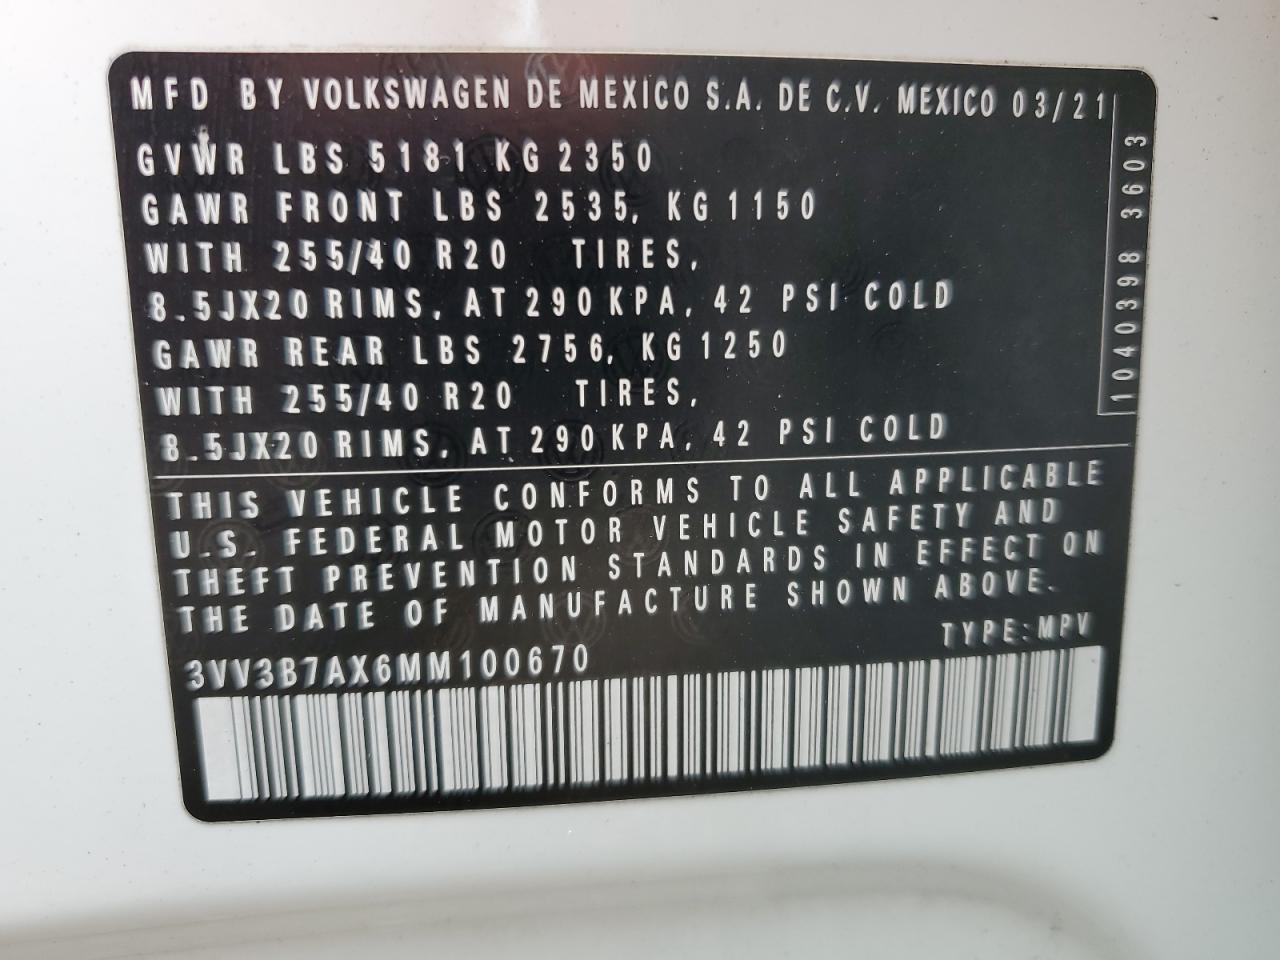 MFD BY VOLKSWAGEN DE MEXICO S.A. DE C.V. MEXICO 03/21
GVWR LBS 5181 KG 2350
GAWR FRONT LBS 2535, KG 1150
WITH 255/40 R20 TIRES,
8.5JX20 RIMS, AT 290 KPA, 42 PSI COLD
GAWR REAR LBS 2756, KG 1250
WITH 255/40 R20 TIRES,
8.5JX20 RIMS, AT 290 KPA, 42 PSI COLD
1040398 3603
THIS VEHICLE CONFORMS TO ALL APPLICABLE
U.S. FEDERAL MOTOR VEHICLE SAFETY AND
THEFT PREVENTION STANDARDS IN EFFECT ON
THE DATE OF MANUFACTURE SHOWN ABOVE.
TYPE:MPV
3VV3B7AX6MM100670